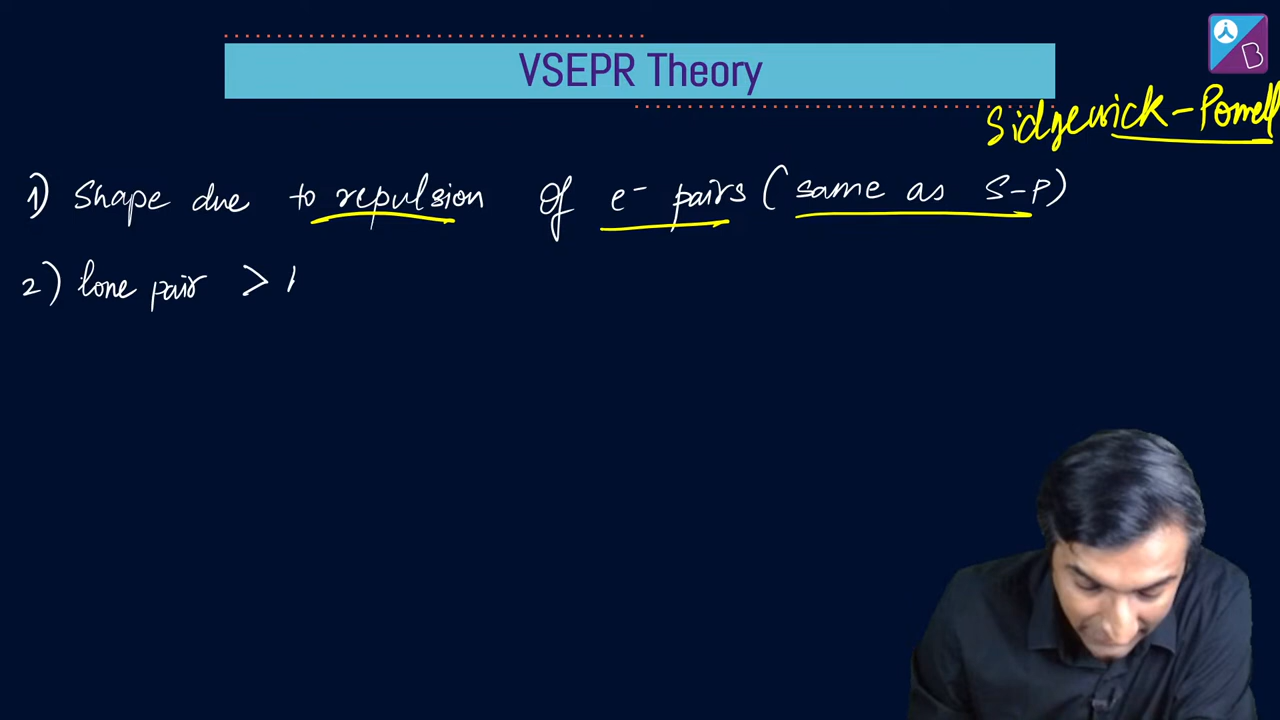 VSEPR Theory
B
Sidgewick-Powell
1) Shape due to repulsion of e⁻ pairs (same as S-P)
2) lone pair >